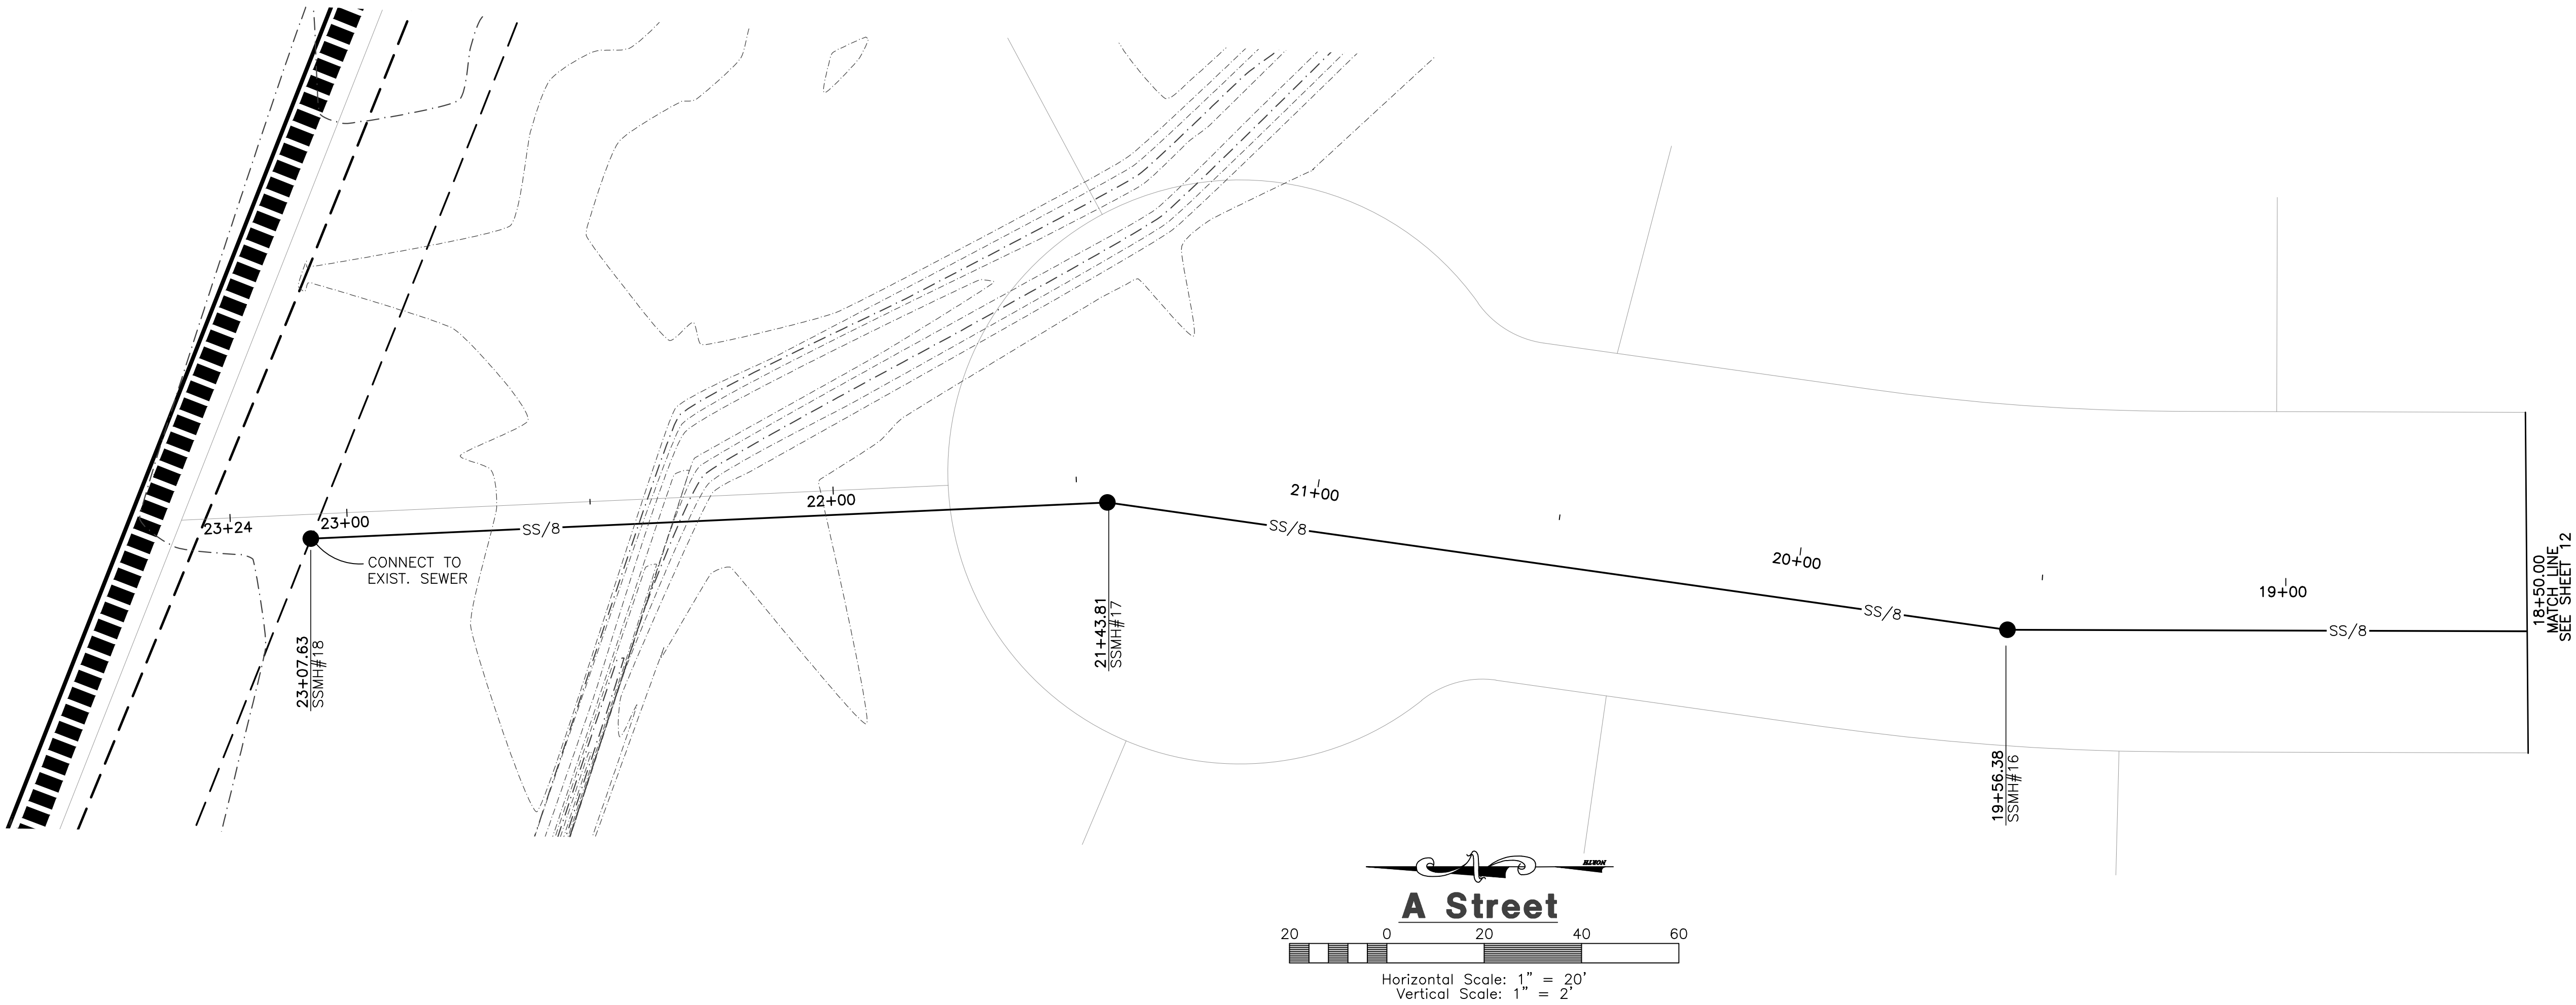 23+24
23+00
22+00
21+00
20+00
19+00
SS/8
SS/8
SS/8
SS/8
CONNECT TO
EXIST. SEWER
23+07.63
SSMH#18
21+43.81
SSMH#17
19+56.38
SSMH#16
18+50.00
MATCH LINE
SEE SHEET 12
N
NORTH
A Street
20 0 20 40 60
Horizontal Scale: 1" = 20'
Vertical Scale: 1" = 2'